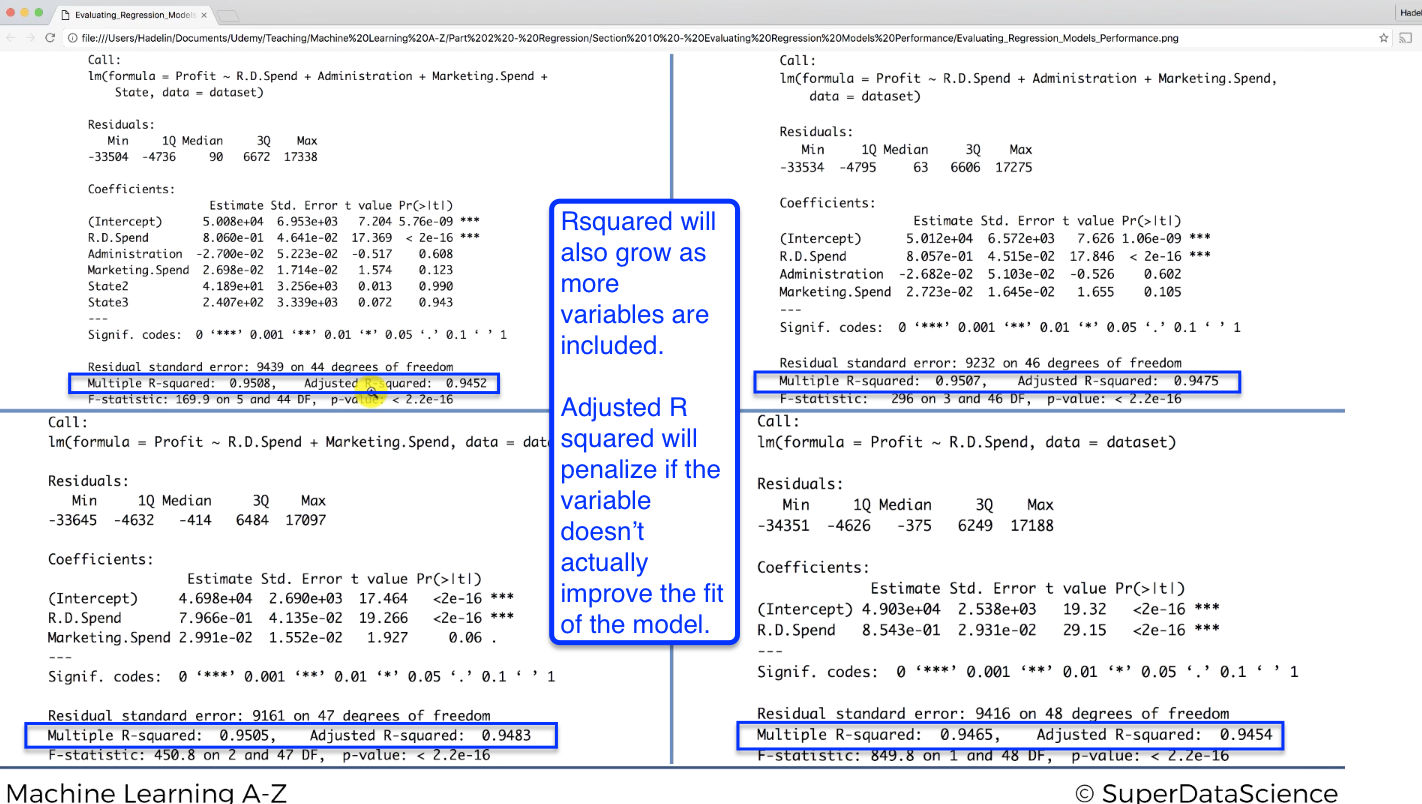 Evaluating_Regression_Models
Hadel
file:///Users/Hadelin/Documents/Udemy/Teaching/Machine%20Learning%20A-Z/Part%202%20-%20Regression/Section%2010%20-%20Evaluating%20Regression%20Models%20Performance/Evaluating_Regression_Models_Performance.png
Call:
lm(formula = Profit ~ R.D.Spend + Administration + Marketing.Spend +
State, data = dataset)
Residuals:
Min 1Q Median 3Q Max
-33504 -4736 90 6672 17338
Coefficients:
Estimate Std. Error t value Pr(>|t|)
(Intercept) 5.008e+04 6.953e+03 7.204 5.76e-09 ***
R.D.Spend 8.060e-01 4.641e-02 17.369 < 2e-16 ***
Administration -2.700e-02 5.223e-02 -0.517 0.608
Marketing.Spend 2.698e-02 1.714e-02 1.574 0.123
State2 4.189e+01 3.256e+03 0.013 0.990
State3 2.407e+02 3.339e+03 0.072 0.943
---
Signif. codes: 0 ‘***’ 0.001 ‘**’ 0.01 ‘*’ 0.05 ‘.’ 0.1 ‘ ’ 1
Residual standard error: 9439 on 44 degrees of freedom
Multiple R-squared: 0.9508, Adjusted R-squared: 0.9452
F-statistic: 169.9 on 5 and 44 DF, p-value: < 2.2e-16
Call:
lm(formula = Profit ~ R.D.Spend + Administration + Marketing.Spend,
data = dataset)
Residuals:
Min 1Q Median 3Q Max
-33534 -4795 63 6606 17275
Coefficients:
Estimate Std. Error t value Pr(>|t|)
(Intercept) 5.012e+04 6.572e+03 7.626 1.06e-09 ***
R.D.Spend 8.057e-01 4.515e-02 17.846 < 2e-16 ***
Administration -2.682e-02 5.103e-02 -0.526 0.602
Marketing.Spend 2.723e-02 1.645e-02 1.655 0.105
---
Signif. codes: 0 ‘***’ 0.001 ‘**’ 0.01 ‘*’ 0.05 ‘.’ 0.1 ‘ ’ 1
Residual standard error: 9232 on 46 degrees of freedom
Multiple R-squared: 0.9507, Adjusted R-squared: 0.9475
F-statistic: 296 on 3 and 46 DF, p-value: < 2.2e-16
Rsquared will
also grow as
more
variables are
included.
Adjusted R
squared will
penalize if the
variable
doesn’t
actually
improve the fit
of the model.
Call:
lm(formula = Profit ~ R.D.Spend + Marketing.Spend, data = dat
Residuals:
Min 1Q Median 3Q Max
-33645 -4632 -414 6484 17097
Coefficients:
Estimate Std. Error t value Pr(>|t|)
(Intercept) 4.698e+04 2.690e+03 17.464 <2e-16 ***
R.D.Spend 7.966e-01 4.135e-02 19.266 <2e-16 ***
Marketing.Spend 2.991e-02 1.552e-02 1.927 0.06 .
---
Signif. codes: 0 ‘***’ 0.001 ‘**’ 0.01 ‘*’ 0.05 ‘.’ 0.1 ‘ ’ 1
Residual standard error: 9161 on 47 degrees of freedom
Multiple R-squared: 0.9505, Adjusted R-squared: 0.9483
F-statistic: 450.8 on 2 and 47 DF, p-value: < 2.2e-16
Call:
lm(formula = Profit ~ R.D.Spend, data = dataset)
Residuals:
Min 1Q Median 3Q Max
-34351 -4626 -375 6249 17188
Coefficients:
Estimate Std. Error t value Pr(>|t|)
(Intercept) 4.903e+04 2.538e+03 19.32 <2e-16 ***
R.D.Spend 8.543e-01 2.931e-02 29.15 <2e-16 ***
---
Signif. codes: 0 ‘***’ 0.001 ‘**’ 0.01 ‘*’ 0.05 ‘.’ 0.1 ‘ ’ 1
Residual standard error: 9416 on 48 degrees of freedom
Multiple R-squared: 0.9465, Adjusted R-squared: 0.9454
F-statistic: 849.8 on 1 and 48 DF, p-value: < 2.2e-16
Machine Learning A-Z
© SuperDataScience